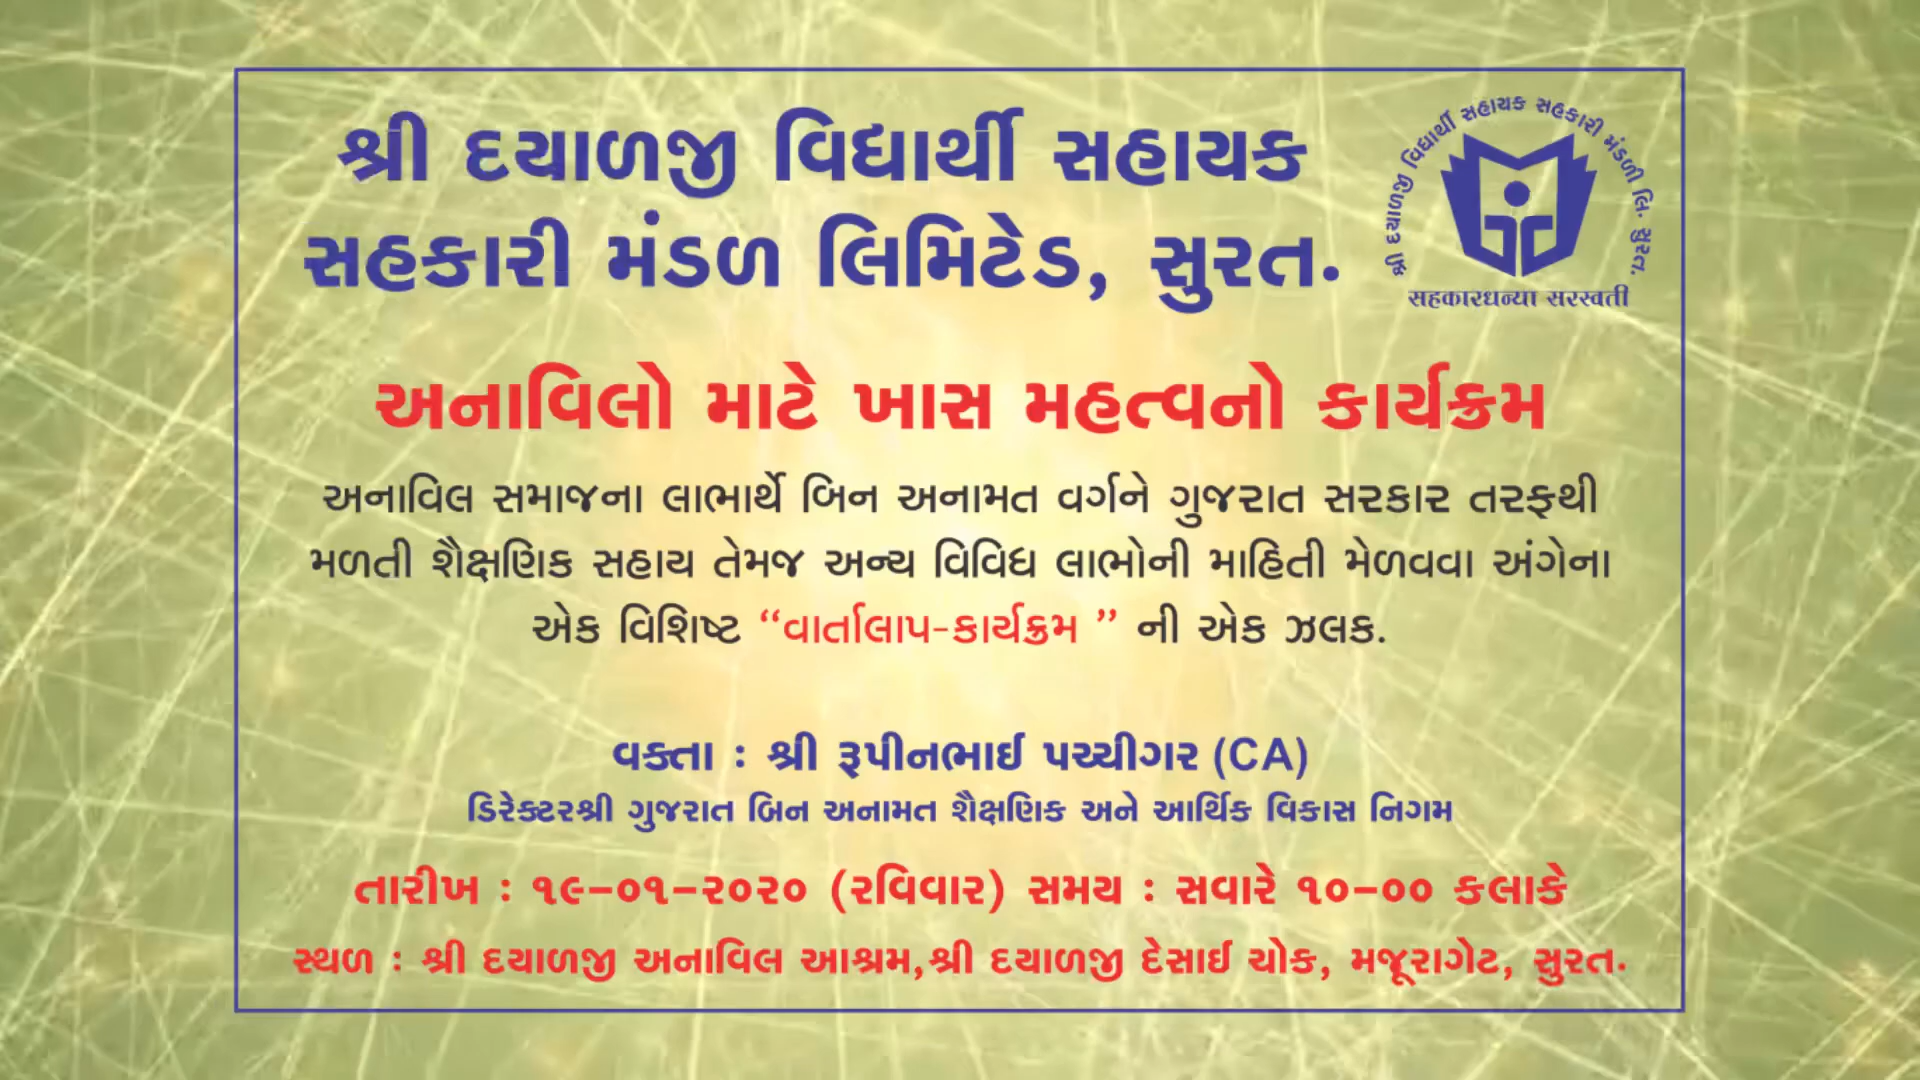 શ્રી દયાળજી વિદ્યાર્થી સહાયક
સહકારી મંડળ લિમિટેડ, સુરત.
શ્રી દયાળજી વિદ્યાર્થી સહાયક સહકારી મંડળી લિ. સુરત.
સહકારધન્યા સરસ્વતી
અનાવિલો માટે ખાસ મહત્વનો કાર્યક્રમ
અનાવિલ સમાજના લાભાર્થે બિન અનામત વર્ગને ગુજરાત સરકાર તરફથી
મળતી શૈક્ષણિક સહાય તેમજ અન્ય વિવિધ લાભોની માહિતી મેળવવા અંગેના
એક વિશિષ્ટ “વાર્તાલાપ-કાર્યક્રમ ” ની એક ઝલક.
વક્તા : શ્રી રૂપીનભાઈ પચ્ચીગર (CA)
ડિરેક્ટરશ્રી ગુજરાત બિન અનામત શૈક્ષણિક અને આર્થિક વિકાસ નિગમ
તારીખ : ૧૯-૦૧-૨૦૨૦ (રવિવાર) સમય : સવારે ૧૦-૦૦ કલાકે
સ્થળ : શ્રી દયાળજી અનાવિલ આશ્રમ,શ્રી દયાળજી દેસાઈ ચોક, મજૂરાગેટ, સુરત.